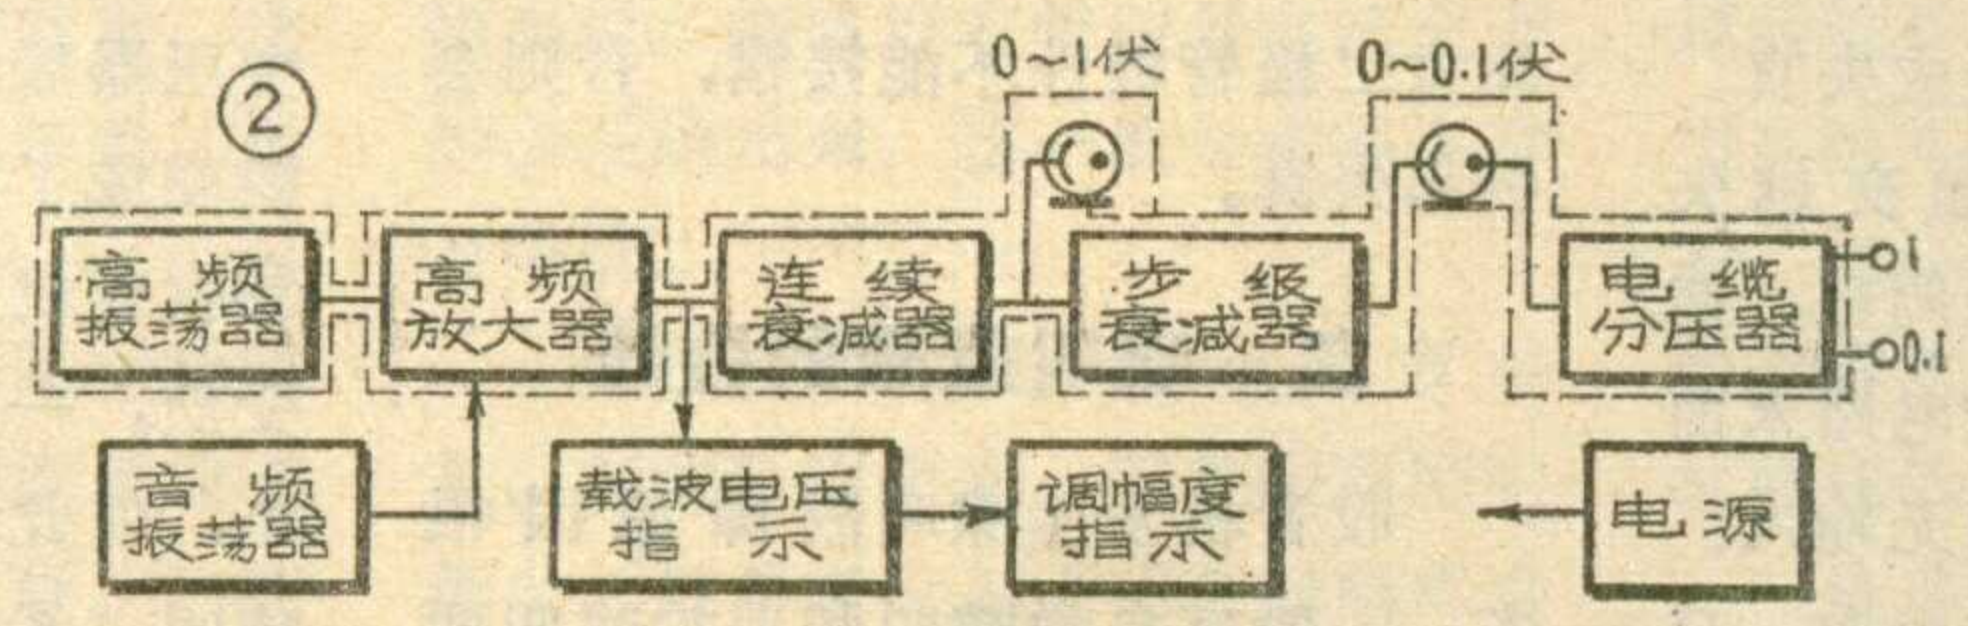 ②
0~1伏
0~0.1伏
高频
振荡器
高频
放大器
连续
衰减器
步级
衰减器
电缆
分压器
1
0.1
音频
振荡器
载波电压
指示
调幅度
指示
电源